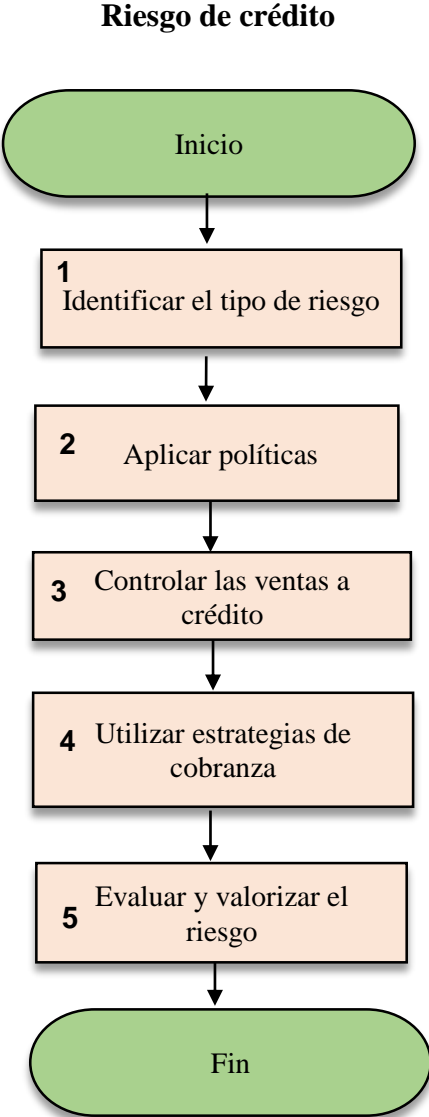 Riesgo de crédito
Inicio
1
Identificar el tipo de riesgo
2
Aplicar políticas
3
Controlar las ventas a
crédito
4
Utilizar estrategias de
cobranza
5
Evaluar y valorizar el
riesgo
Fin